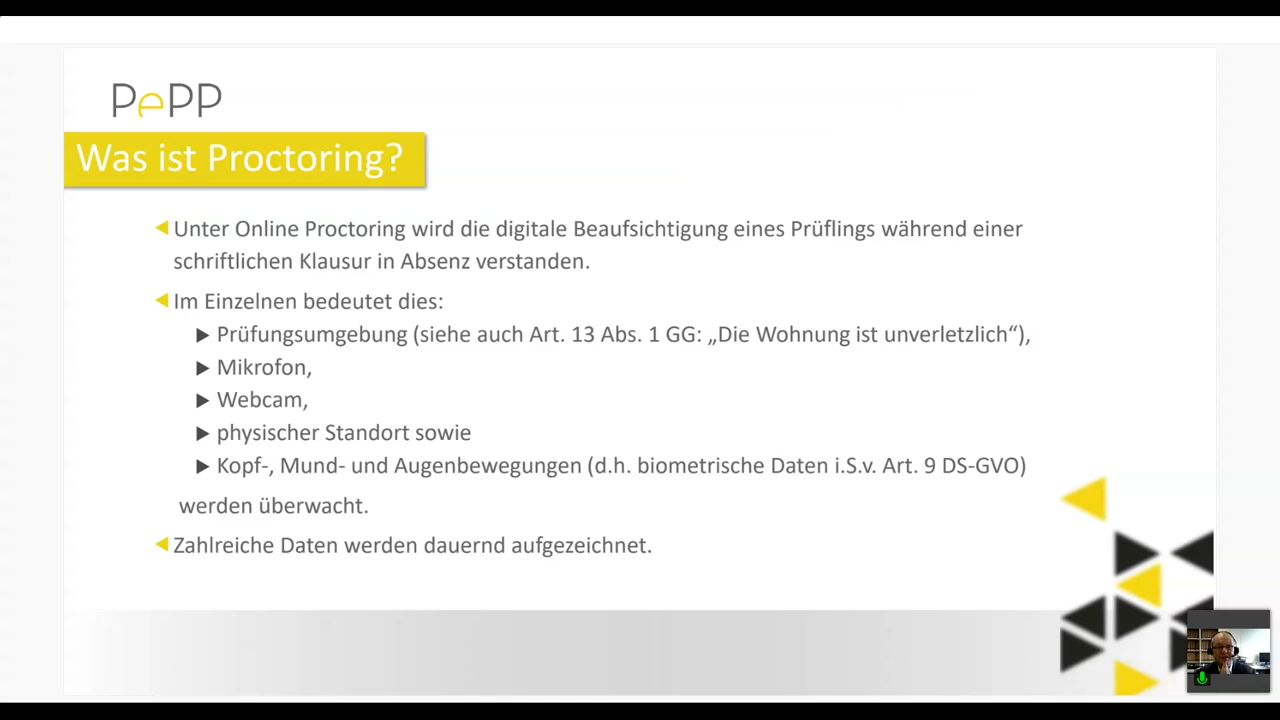 PePP
Was ist Proctoring?
Unter Online Proctoring wird die digitale Beaufsichtigung eines Prüflings während einer
schriftlichen Klausur in Absenz verstanden.
Im Einzelnen bedeutet dies:
Prüfungsumgebung (siehe auch Art. 13 Abs. 1 GG: „Die Wohnung ist unverletzlich“),
Mikrofon,
Webcam,
physischer Standort sowie
Kopf-, Mund- und Augenbewegungen (d.h. biometrische Daten i.S.v. Art. 9 DS-GVO)
werden überwacht.
Zahlreiche Daten werden dauernd aufgezeichnet.